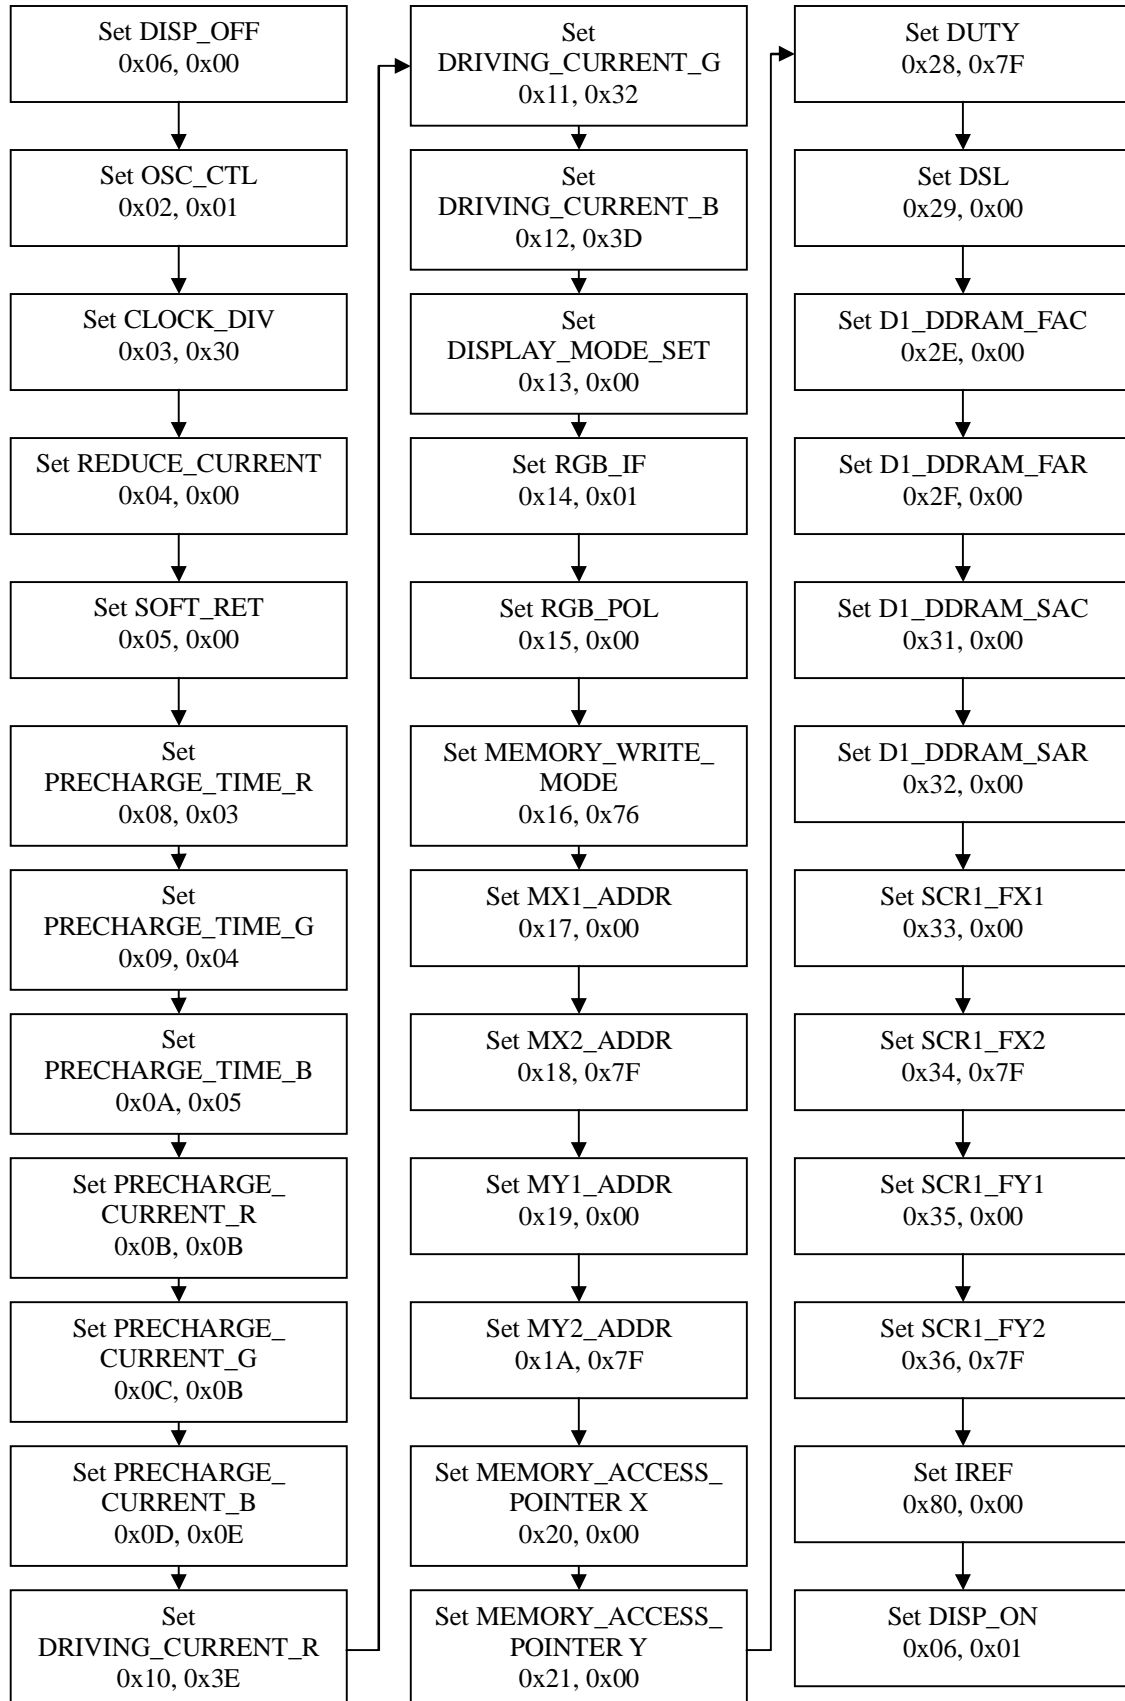 Set DISP_OFF
0x06, 0x00
Set OSC_CTL
0x02, 0x01
Set CLOCK_DIV
0x03, 0x30
Set REDUCE_CURRENT
0x04, 0x00
Set SOFT_RET
0x05, 0x00
Set
PRECHARGE_TIME_R
0x08, 0x03
Set
PRECHARGE_TIME_G
0x09, 0x04
Set
PRECHARGE_TIME_B
0x0A, 0x05
Set PRECHARGE_
CURRENT_R
0x0B, 0x0B
Set PRECHARGE_
CURRENT_G
0x0C, 0x0B
Set PRECHARGE_
CURRENT_B
0x0D, 0x0E
Set
DRIVING_CURRENT_R
0x10, 0x3E
Set
DRIVING_CURRENT_G
0x11, 0x32
Set
DRIVING_CURRENT_B
0x12, 0x3D
Set
DISPLAY_MODE_SET
0x13, 0x00
Set RGB_IF
0x14, 0x01
Set RGB_POL
0x15, 0x00
Set MEMORY_WRITE_
MODE
0x16, 0x76
Set MX1_ADDR
0x17, 0x00
Set MX2_ADDR
0x18, 0x7F
Set MY1_ADDR
0x19, 0x00
Set MY2_ADDR
0x1A, 0x7F
Set MEMORY_ACCESS_
POINTER X
0x20, 0x00
Set MEMORY_ACCESS_
POINTER Y
0x21, 0x00
Set DUTY
0x28, 0x7F
Set DSL
0x29, 0x00
Set D1_DDRAM_FAC
0x2E, 0x00
Set D1_DDRAM_FAR
0x2F, 0x00
Set D1_DDRAM_SAC
0x31, 0x00
Set D1_DDRAM_SAR
0x32, 0x00
Set SCR1_FX1
0x33, 0x00
Set SCR1_FX2
0x34, 0x7F
Set SCR1_FY1
0x35, 0x00
Set SCR1_FY2
0x36, 0x7F
Set IREF
0x80, 0x00
Set DISP_ON
0x06, 0x01